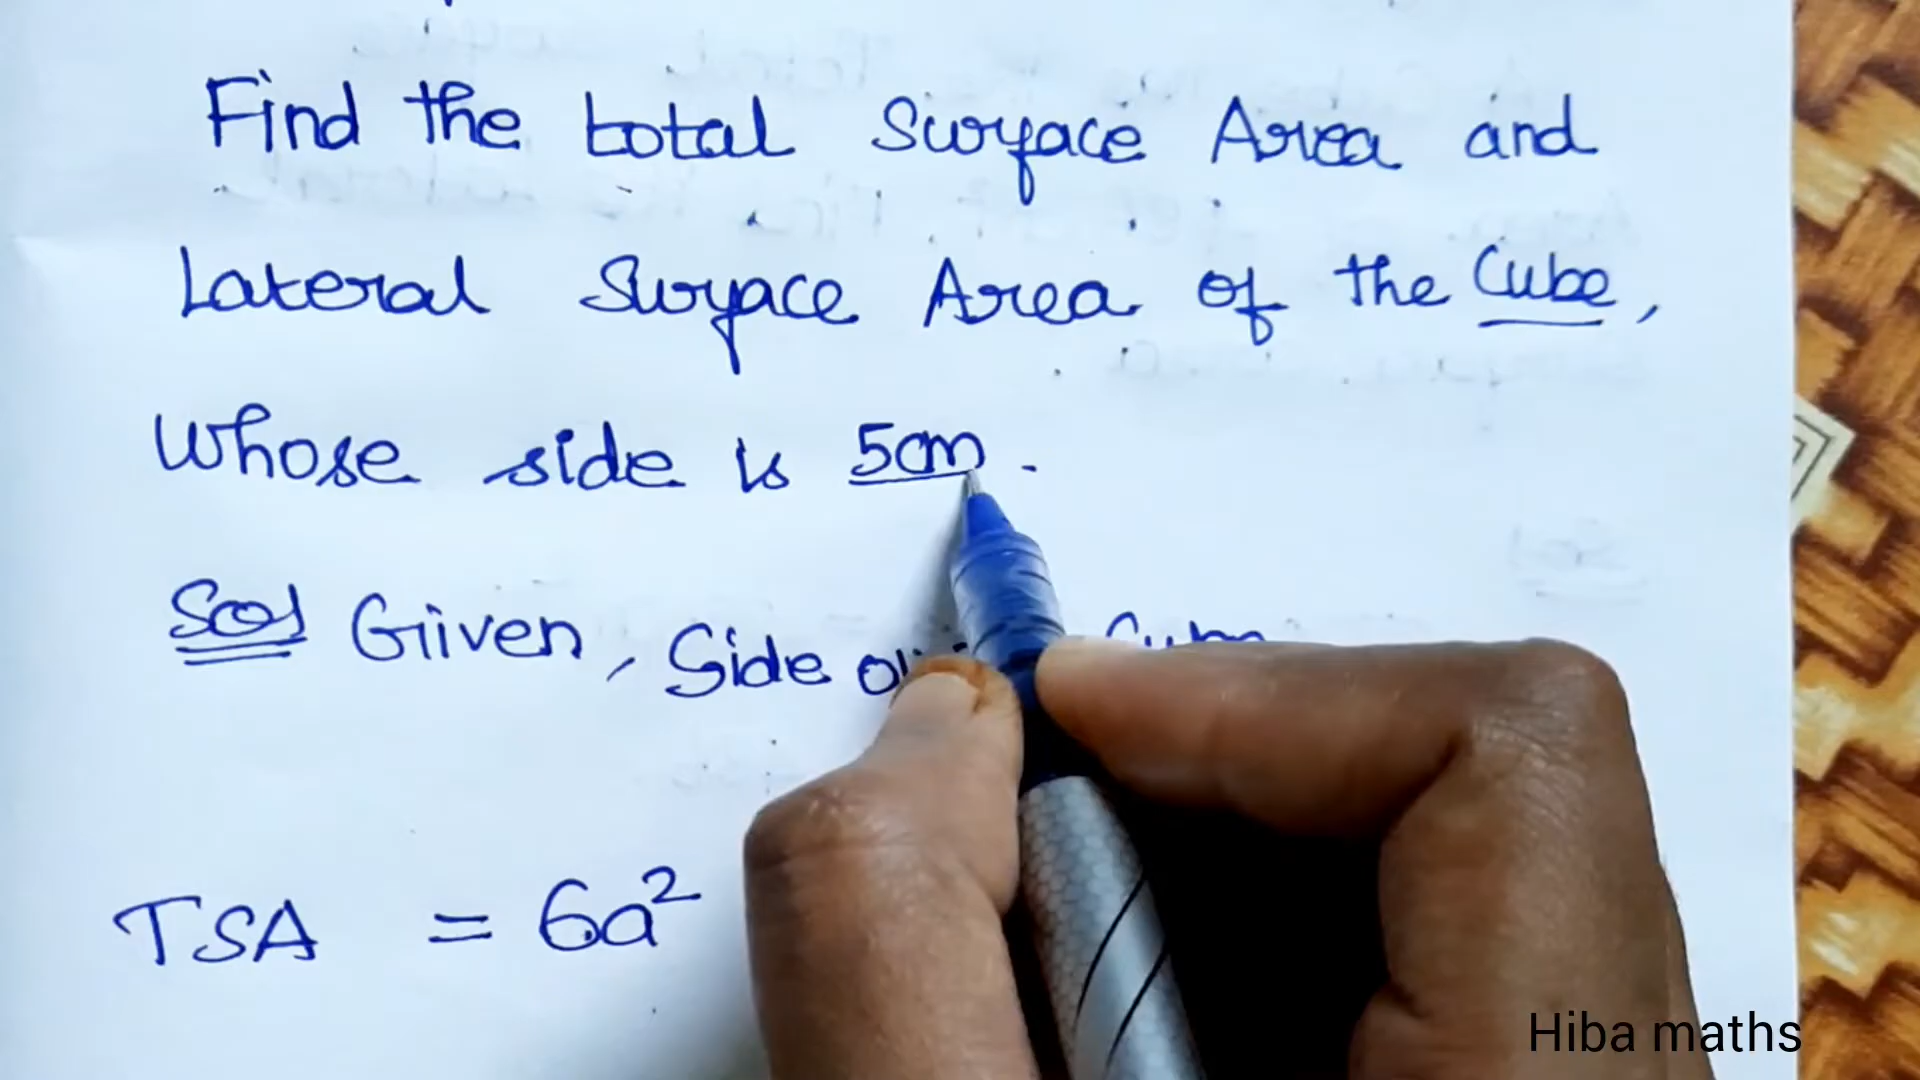 Find the total Surface Area and
Lateral Surface Area of the Cube,
Whose side is 5cm.
Sol Given, Side
TSA = 6a²
Hiba maths